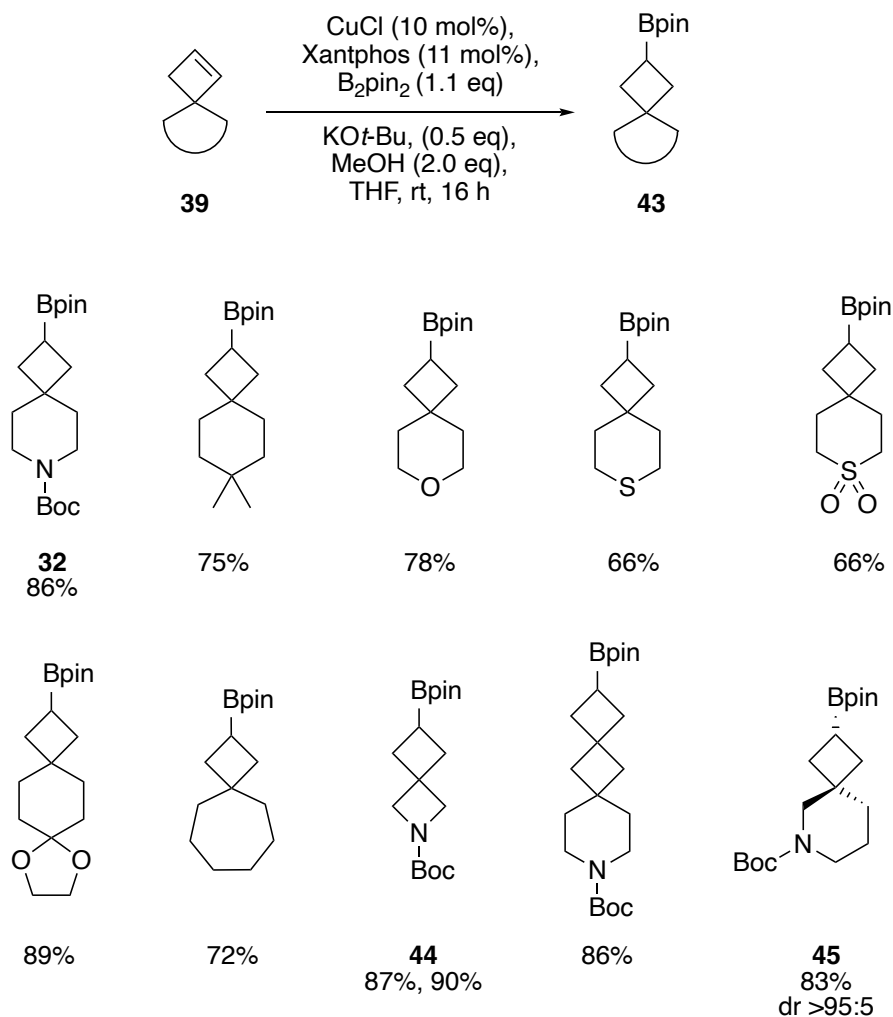 CuCl (10 mol%),
Xantphos (11 mol%),
B2pin2 (1.1 eq)
KOt-Bu, (0.5 eq),
MeOH (2.0 eq),
THF, rt, 16 h
39
Bpin
43
Bpin
N
Boc
32
86%
Bpin
75%
Bpin
O
78%
Bpin
S
66%
Bpin
S
O O
66%
Bpin
O O
89%
Bpin
72%
Bpin
N
Boc
44
87%, 90%
Bpin
N
Boc
86%
Bpin
N
Boc
45
83%
dr >95:5